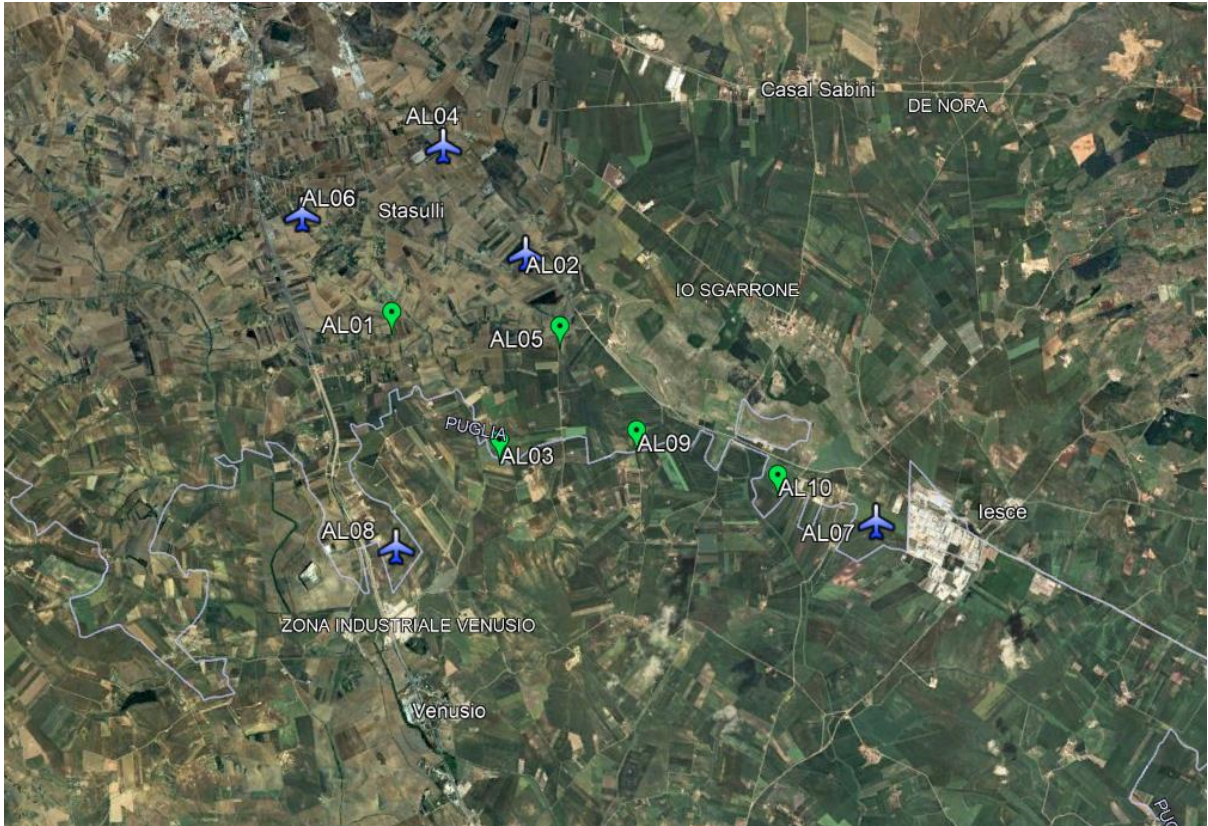 Casal Sabini
DE NORA
AL04
AL06
Stasulli
AL02
IO SGARRONE
AL01
AL05
PUGLIA
AL03
AL09
AL10
Iesce
AL07
AL08
ZONA INDUSTRIALE VENUSIO
Venusio